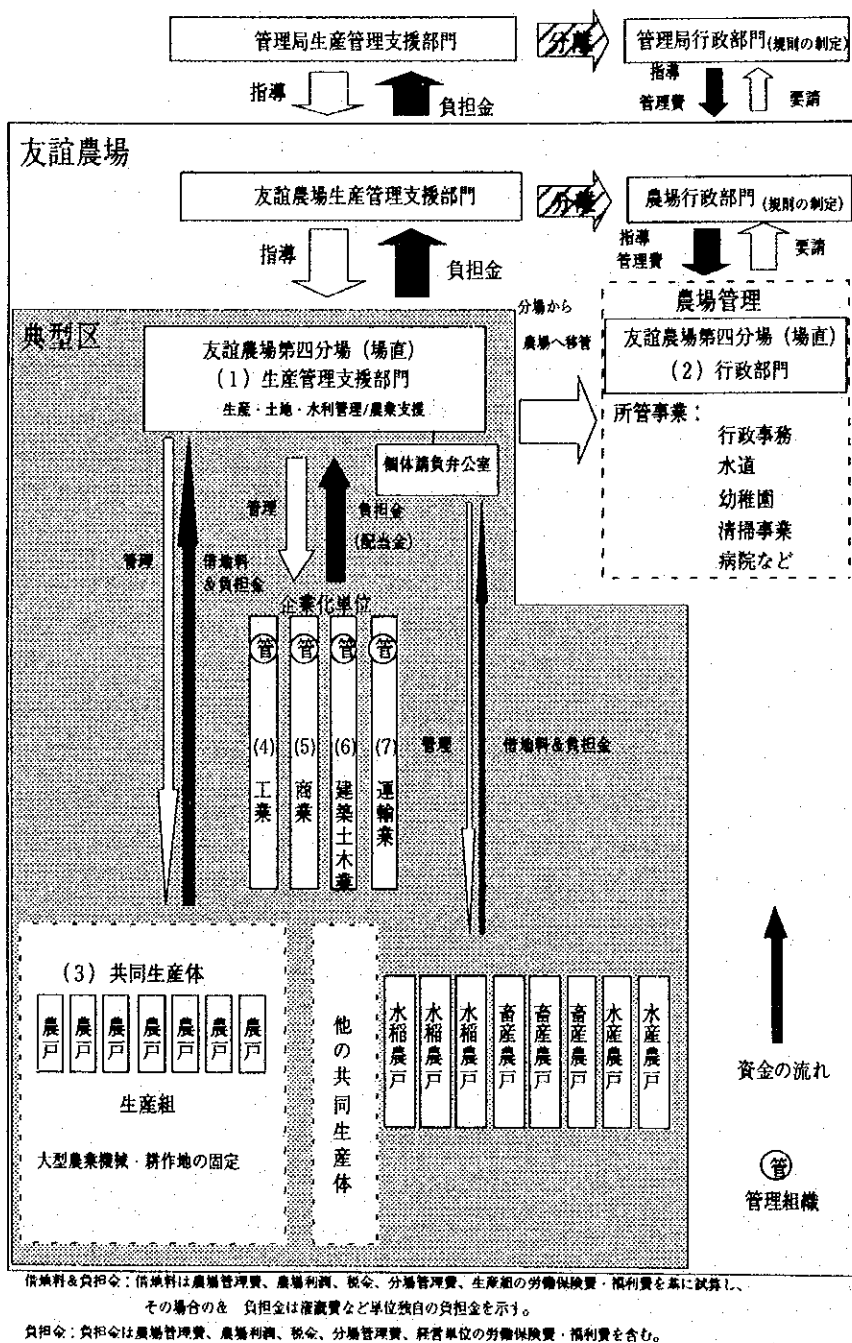 管理局生産管理支援部門
分離
管理局行政部門(規則の制定)
指導
負担金
指導
管理費
要請
友誼農場
友誼農場生産管理支援部門
分離
農場行政部門(規則の制定)
指導
負担金
指導
管理費
要請
典型区
友誼農場第四分場(場直)
(1)生産管理支援部門
生産・土地・水利管理/農業支援
個体請負弁公室
分場から
農場へ移管
農場管理
友誼農場第四分場(場直)
(2)行政部門
所管事業:
行政事務
水道
幼稚園
清掃事業
病院など
管理
借地料
&負担金
管理
負担金
(配当金)
企業化単位
管
管
管
管
(4)工業
(5)商業
(6)建築土木業
(7)運輸業
管理
借地料&負担金
(3)共同生産体
農戸
農戸
農戸
農戸
農戸
農戸
農戸
生産組
大型農業機械・耕作地の固定
他の共同生産体
水稲農戸
水稲農戸
水稲農戸
畜産農戸
畜産農戸
畜産農戸
水産農戸
水産農戸
資金の流れ
管
管理組織
借地料&負担金:借地料は農場管理費、農場利潤、税金、分場管理費、生産組の労働保険費・福利費を基に試算し、
その場合の& 負担金は灌漑費など単位独自の負担金を示す。
負担金:負担金は農場管理費、農場利潤、税金、分場管理費、経営単位の労働保険費・福利費を含む。